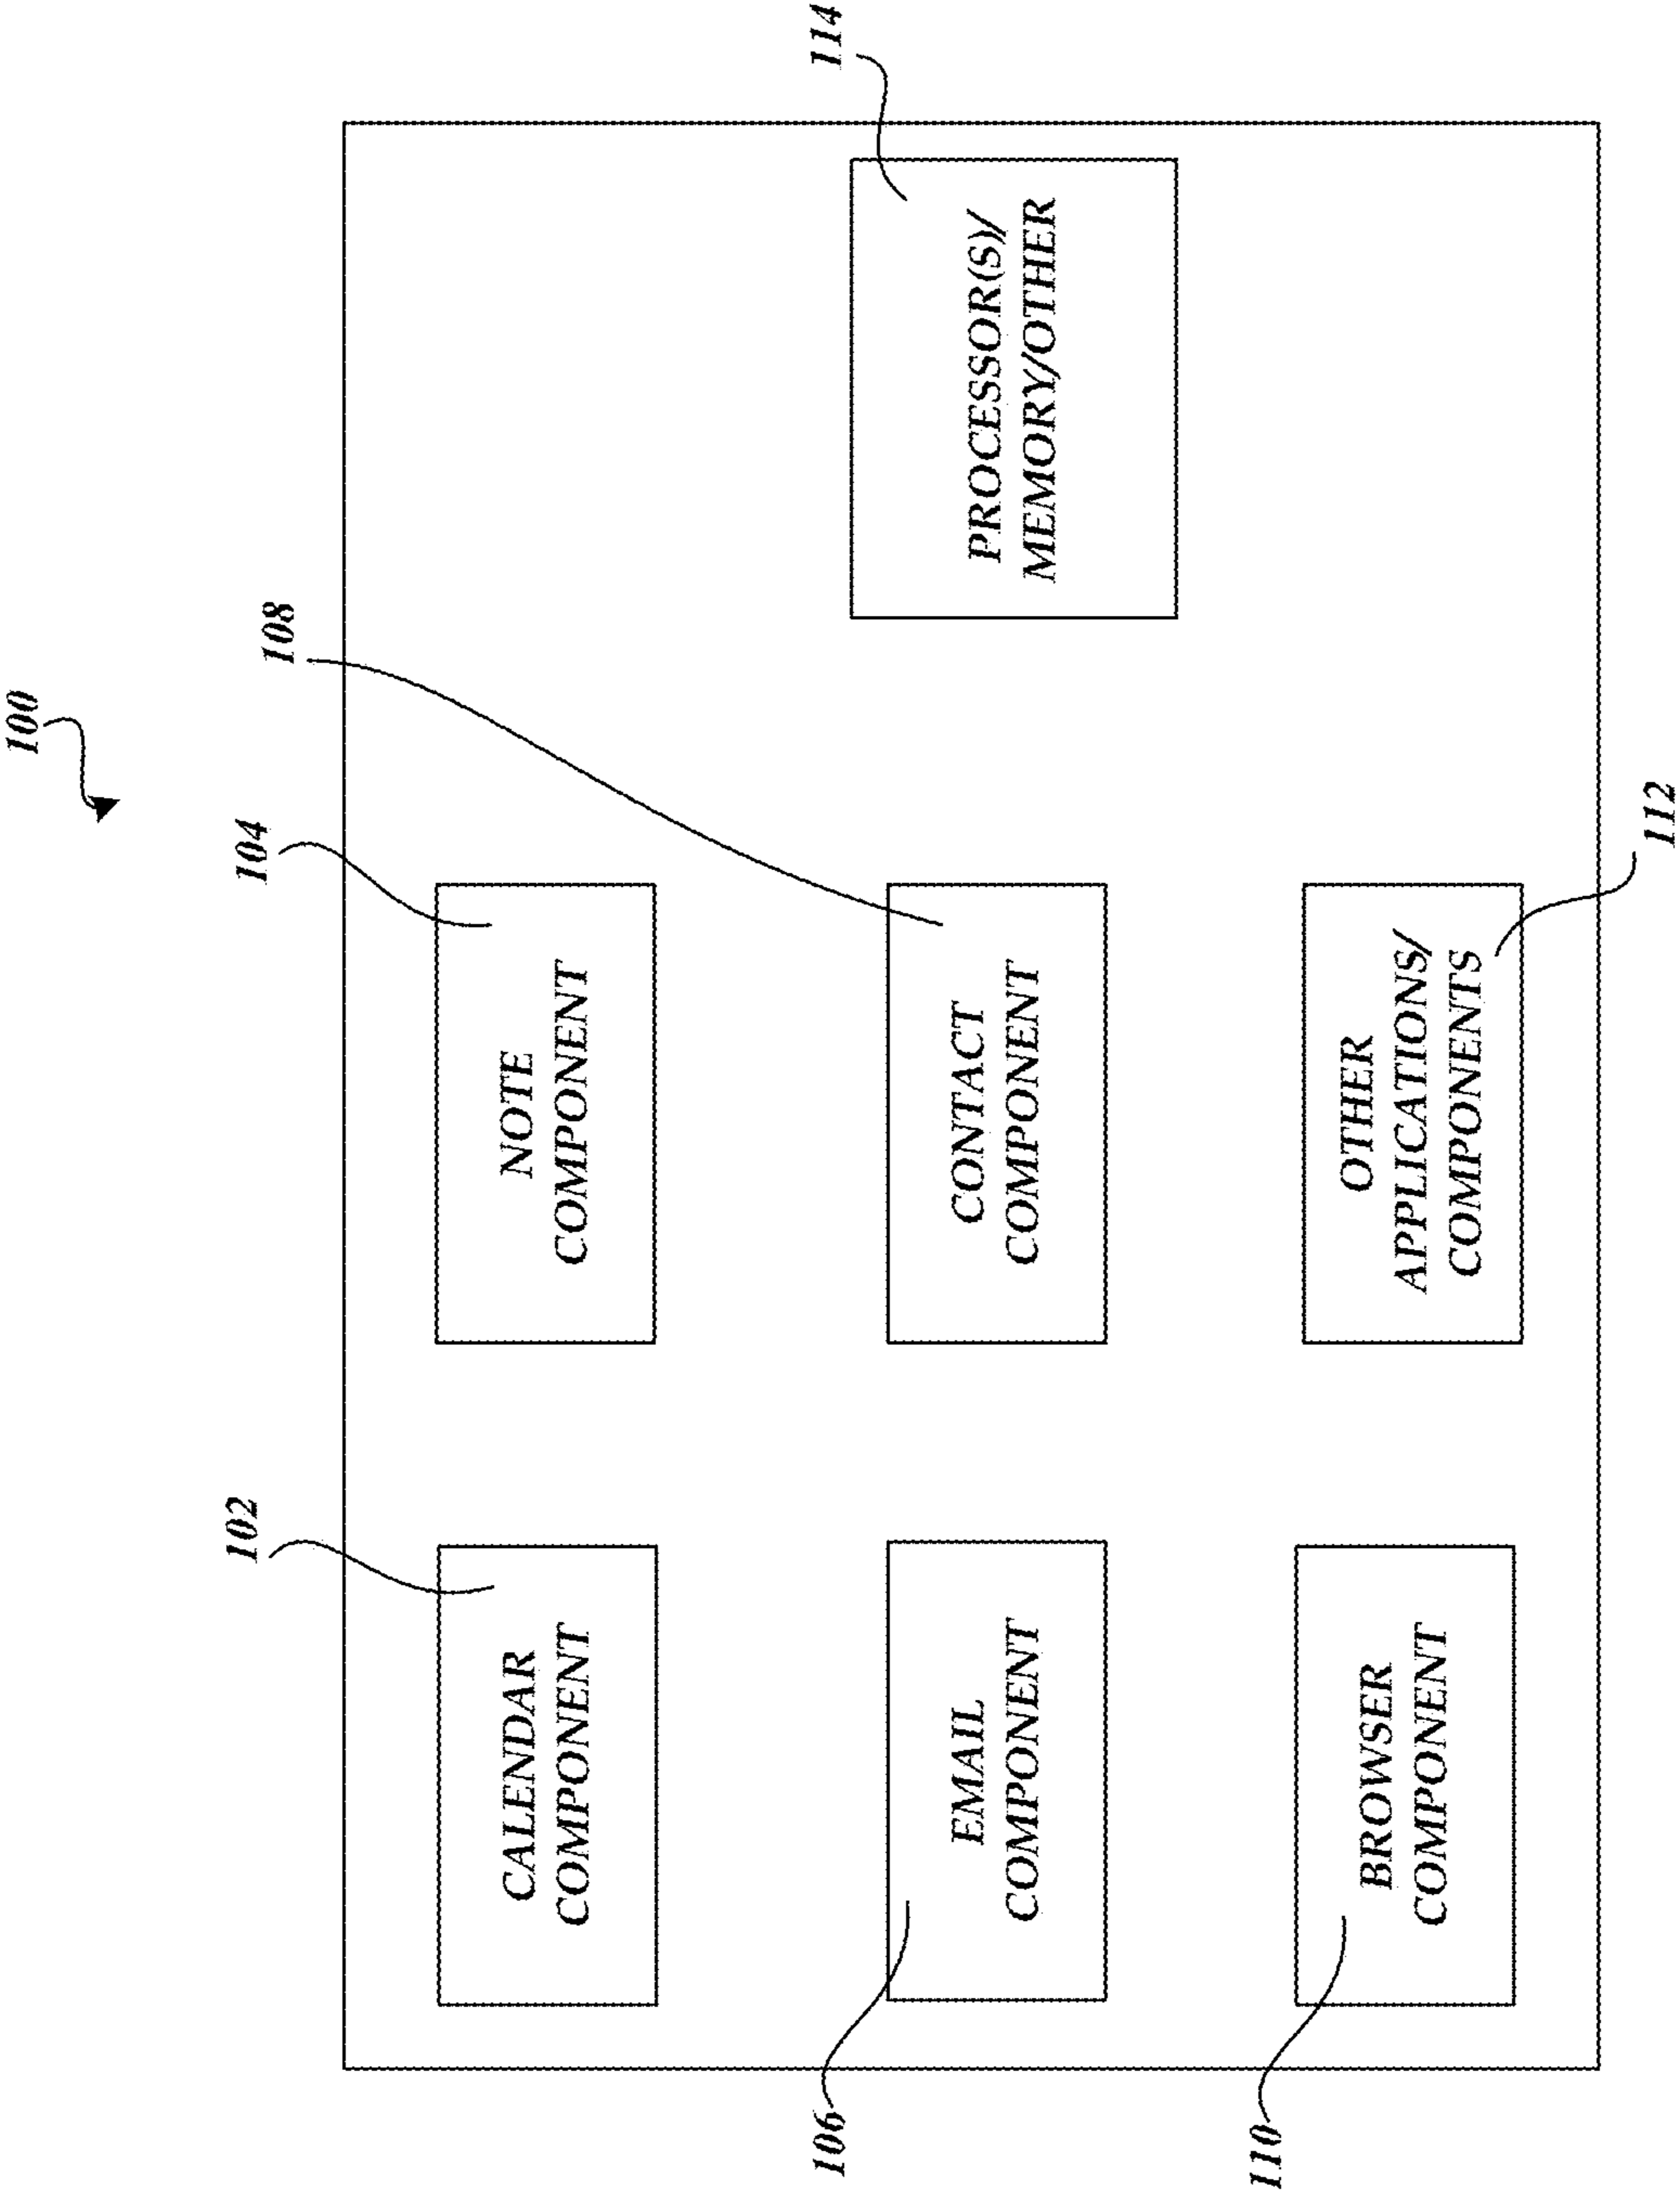 100
102
CALENDAR
COMPONENT
104
NOTE
COMPONENT
108
106
EMAIL
COMPONENT
CONTACT
COMPONENT
114
PROCESSOR(S)/
MEMORY/OTHER
110
BROWSER
COMPONENT
OTHER
APPLICATIONS/
COMPONENTS
112